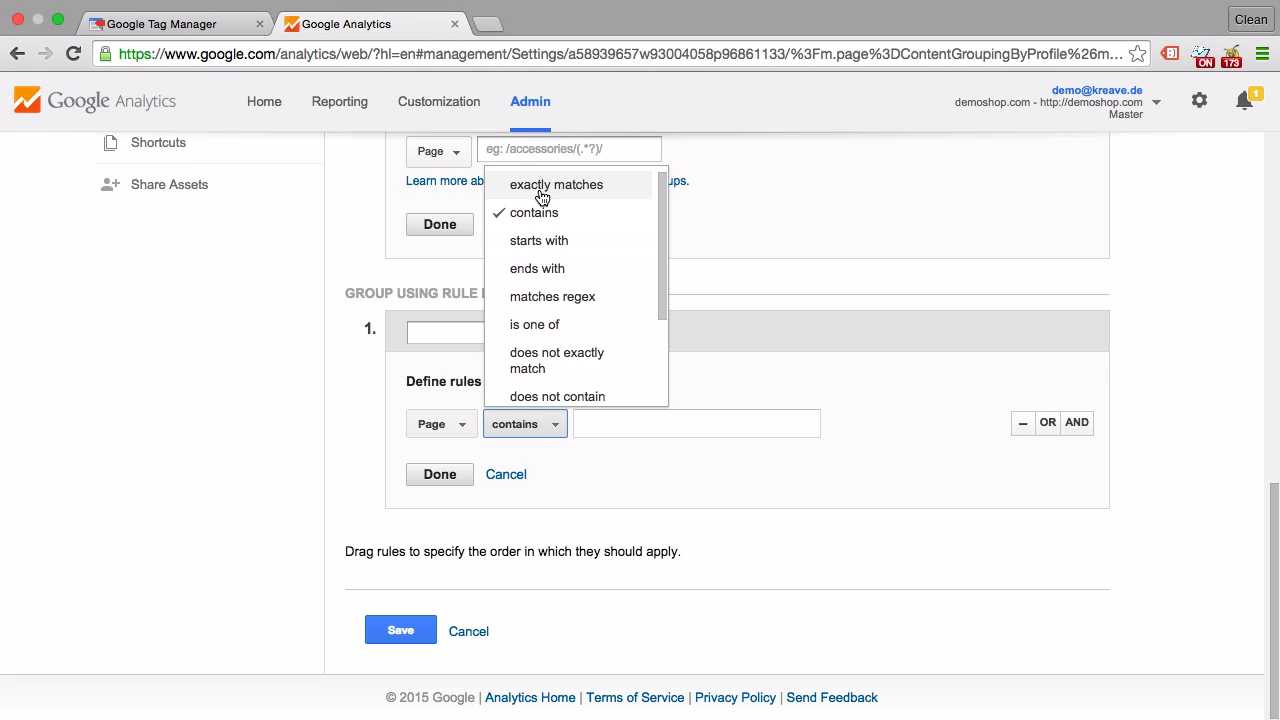 Google Tag Manager
Google Analytics
Clean
https://www.google.com/analytics/web/?hl=en#management/Settings/a58939657w93004058p96861133/%3Fm.page%3DContentGroupingByProfile%26m...
ON
173
Google Analytics
Home
Reporting
Customization
Admin
demo@kreave.de
demoshop.com - http://demoshop.com
Master
1
Shortcuts
Share Assets
Page
eg: /accessories/(.*?)/
Learn more ab
ups.
Done
exactly matches
contains
starts with
ends with
matches regex
is one of
does not exactly
match
does not contain
GROUP USING RULE
1.
Define rules
Page
contains
– OR AND
Done
Cancel
Drag rules to specify the order in which they should apply.
Save
Cancel
© 2015 Google | Analytics Home | Terms of Service | Privacy Policy | Send Feedback